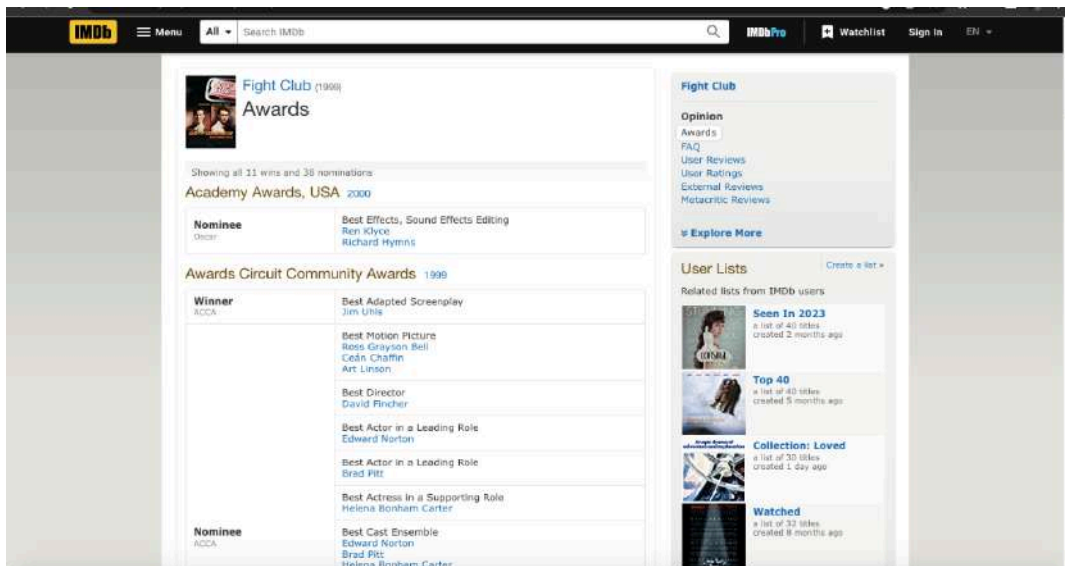 IMDb
Menu
All
Search IMDb
IMDbPro
Watchlist
Sign In
EN
Fight Club (1999)
Awards
Showing all 11 wins and 38 nominations
Academy Awards, USA 2000
Nominee
Oscar
Best Effects, Sound Effects Editing
Ren Klyce
Richard Hymns
Awards Circuit Community Awards 1999
Winner
ACCA
Best Adapted Screenplay
Jim Uhls
Best Motion Picture
Ross Grayson Bell
Ceán Chaffin
Art Linson
Best Director
David Fincher
Best Actor in a Leading Role
Edward Norton
Best Actor in a Leading Role
Brad Pitt
Best Actress in a Supporting Role
Helena Bonham Carter
Nominee
ACCA
Best Cast Ensemble
Edward Norton
Brad Pitt
Helena Bonham Carter
Fight Club
Opinion
Awards
FAQ
User Reviews
User Ratings
External Reviews
Metacritic Reviews
Explore More
User Lists
Create a list »
Related lists from IMDb users
Seen In 2023
a list of 40 titles
created 2 months ago
Top 40
a list of 40 titles
created 5 months ago
Collection: Loved
a list of 30 titles
created 1 day ago
Watched
a list of 32 titles
created 8 months ago